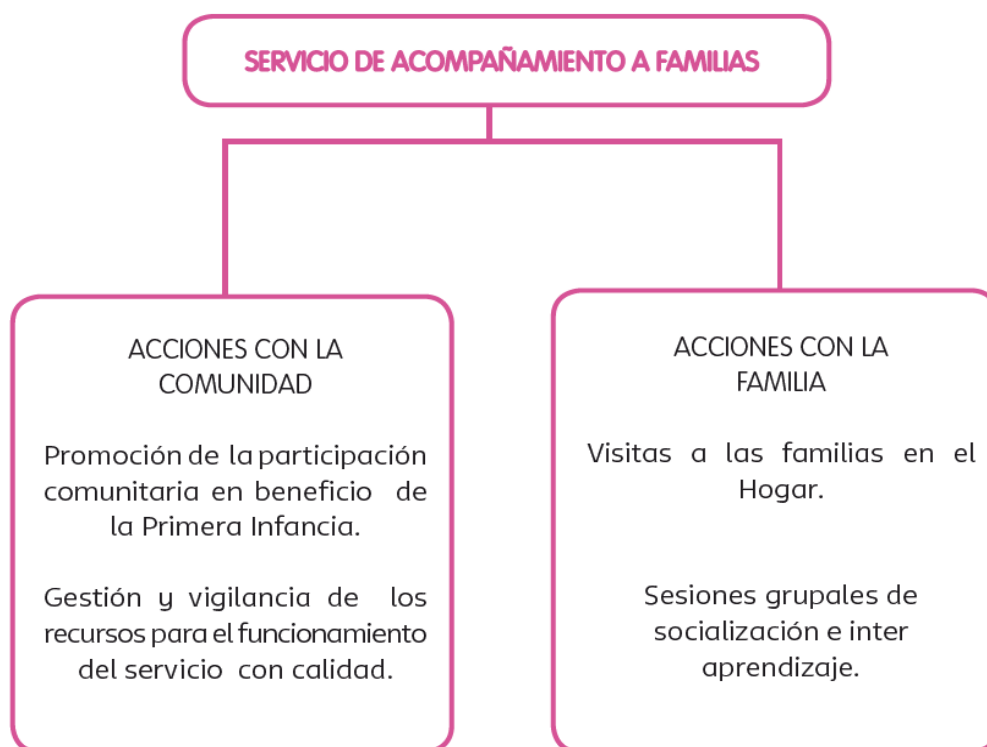 SERVICIO DE ACOMPAÑAMIENTO A FAMILIAS
ACCIONES CON LA
COMUNIDAD
Promoción de la participación
comunitaria en beneficio de
la Primera Infancia.
Gestión y vigilancia de los
recursos para el funcionamiento
del servicio con calidad.
ACCIONES CON LA
FAMILIA
Visitas a las familias en el
Hogar.
Sesiones grupales de
socialización e inter
aprendizaje.